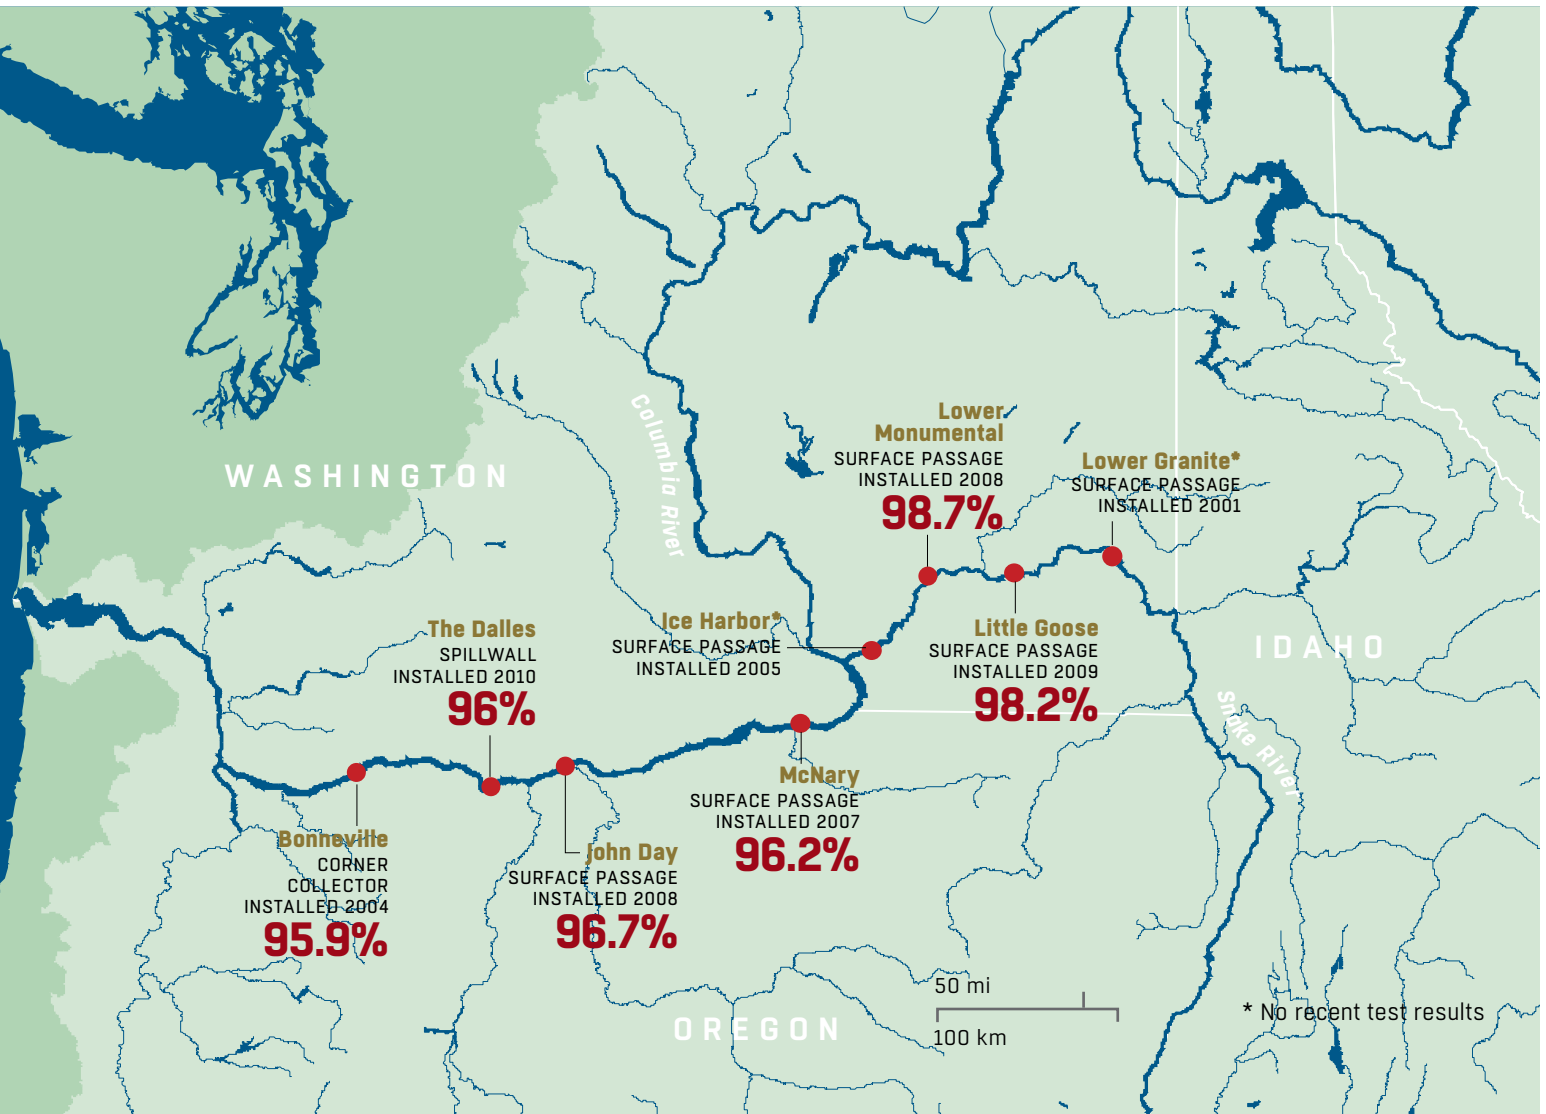 WASHINGTON
Columbia River
Lower
Monumental
SURFACE PASSAGE
INSTALLED 2008
98.7%
Lower Granite*
SURFACE PASSAGE
INSTALLED 2001
The Dalles
SPILLWALL
INSTALLED 2010
96%
Ice Harbor*
SURFACE PASSAGE
INSTALLED 2005
Little Goose
SURFACE PASSAGE
INSTALLED 2009
98.2%
IDAHO
Snake River
Bonneville
CORNER
COLLECTOR
INSTALLED 2004
95.9%
John Day
SURFACE PASSAGE
INSTALLED 2008
96.7%
McNary
SURFACE PASSAGE
INSTALLED 2007
96.2%
OREGON
50 mi
100 km
* No recent test results